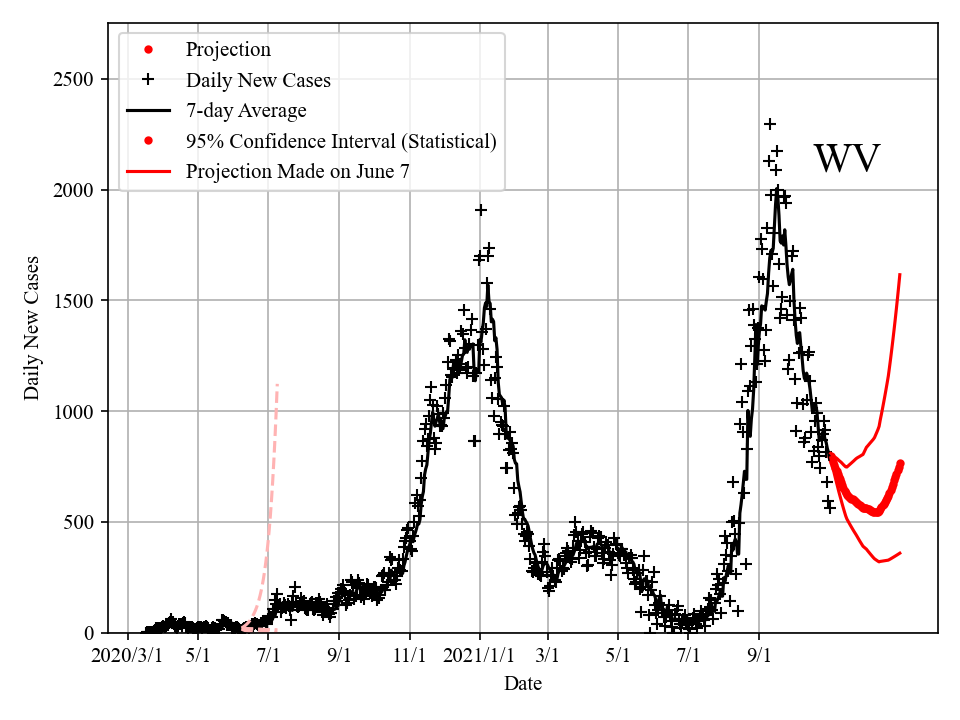 Projection
Daily New Cases
7-day Average
95% Confidence Interval (Statistical)
Projection Made on June 7
WV
2500
2000
1500
1000
500
0
Daily New Cases
2020/3/1 5/1 7/1 9/1 11/1 2021/1/1 3/1 5/1 7/1 9/1
Date